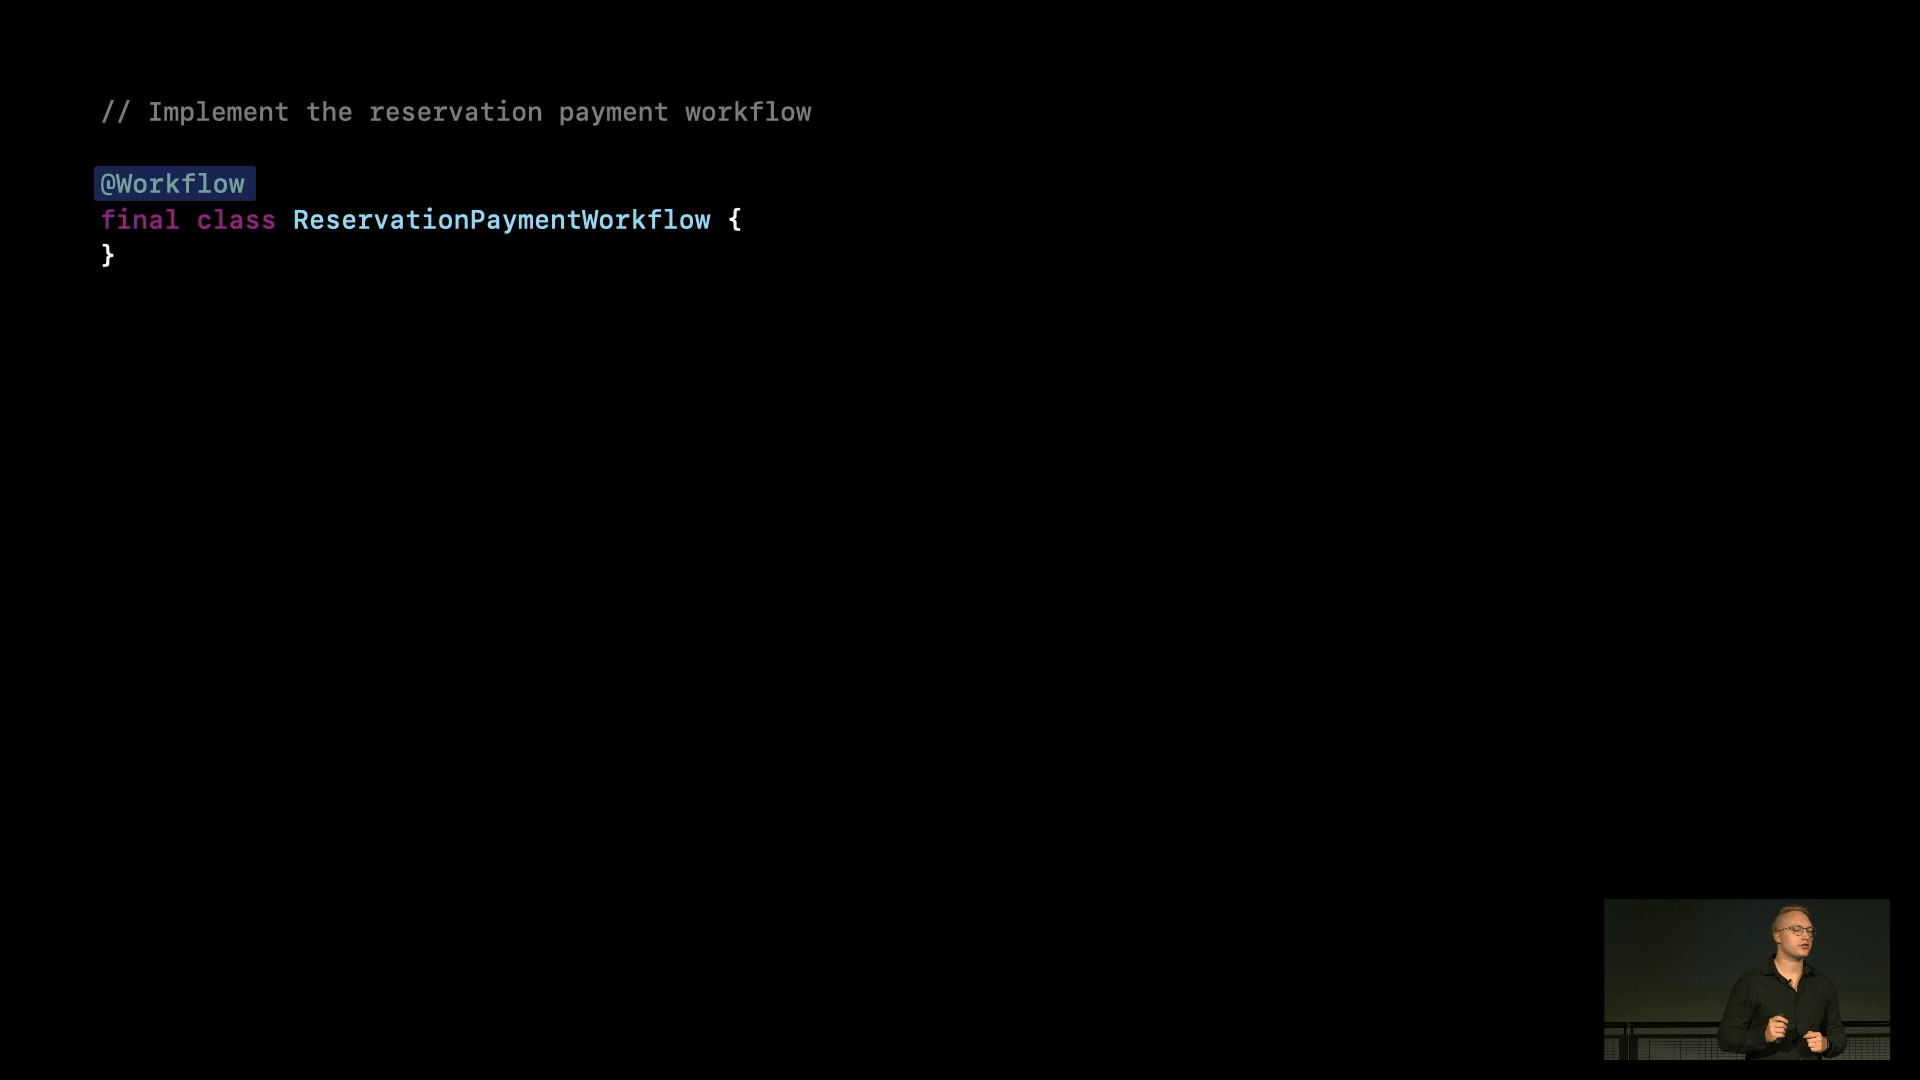 // Implement the reservation payment workflow
@Workflow
final class ReservationPaymentWorkflow {
}